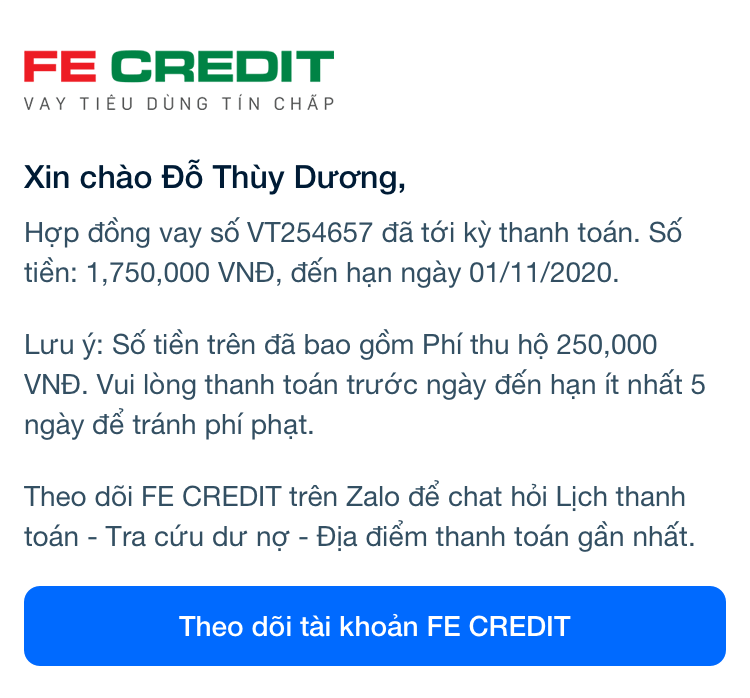 FE CREDIT
VAY TIÊU DÙNG TÍN CHẤP
Xin chào Đỗ Thùy Dương,
Hợp đồng vay số VT254657 đã tới kỳ thanh toán. Số
tiền: 1,750,000 VNĐ, đến hạn ngày 01/11/2020.
Lưu ý: Số tiền trên đã bao gồm Phí thu hộ 250,000
VNĐ. Vui lòng thanh toán trước ngày đến hạn ít nhất 5
ngày để tránh phí phạt.
Theo dõi FE CREDIT trên Zalo để chat hỏi Lịch thanh
toán - Tra cứu dư nợ - Địa điểm thanh toán gần nhất.
Theo dõi tài khoản FE CREDIT